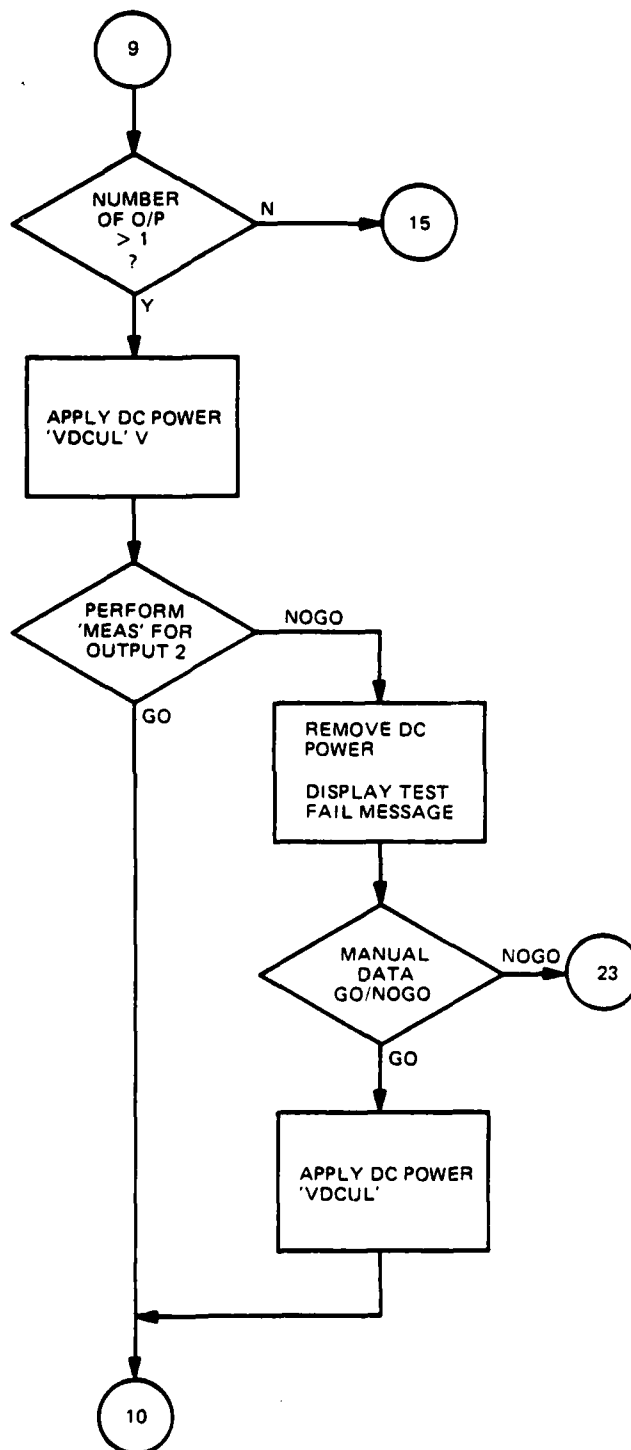 9
NUMBER
OF O/P
> 1
?
N
15
Y
APPLY DC POWER
'VDCUL' V
PERFORM
'MEAS' FOR
OUTPUT 2
NOGO
GO
REMOVE DC
POWER
DISPLAY TEST
FAIL MESSAGE
MANUAL
DATA
GO/NOGO
NOGO
23
GO
APPLY DC POWER
'VDCUL'
10